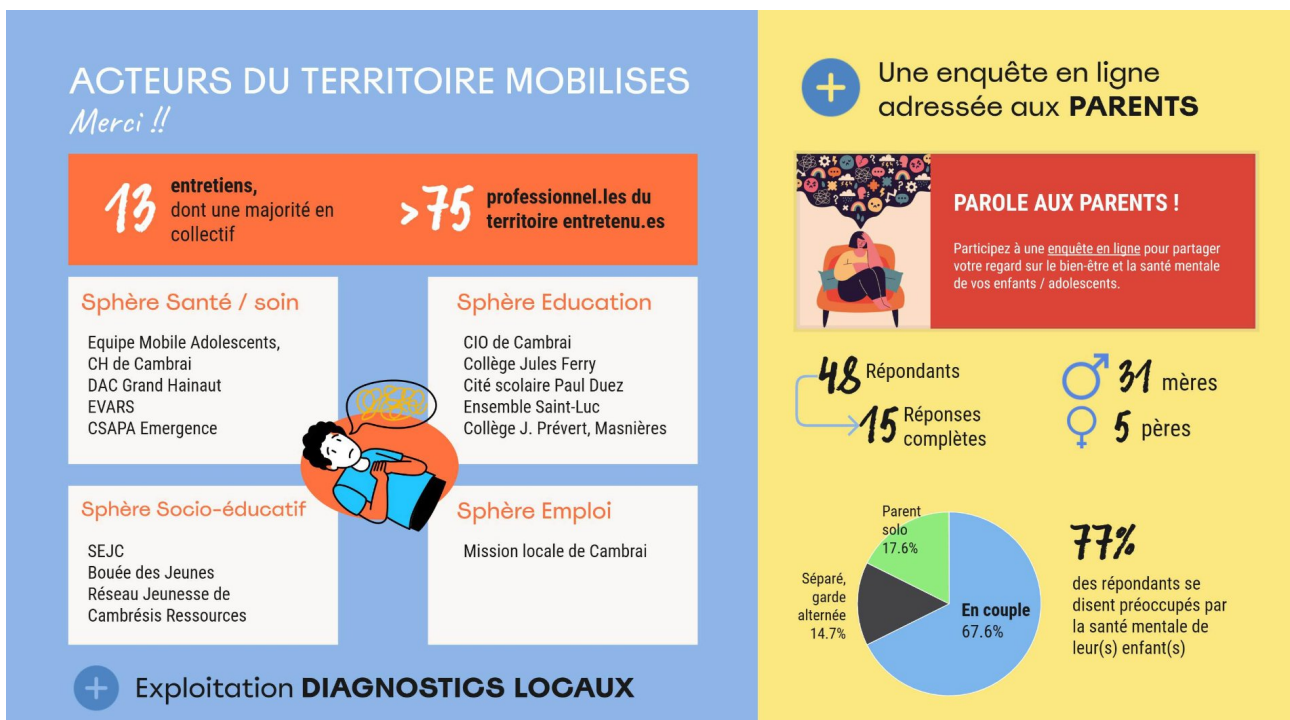 ACTEURS DU TERRITOIRE MOBILISES
Merci !!
13
entretiens,
dont une majorité en
collectif
>75
professionnel.les du
territoire entretenu.es
Sphère Santé / soin
Equipe Mobile Adolescents,
CH de Cambrai
DAC Grand Hainaut
EVARS
CSAPA Emergence
Sphère Education
CIO de Cambrai
Collège Jules Ferry
Cité scolaire Paul Duez
Ensemble Saint-Luc
Collège J. Prévert, Masnières
Sphère Socio-éducatif
SEJC
Bouée des Jeunes
Réseau Jeunesse de
Cambrésis Ressources
Sphère Emploi
Mission locale de Cambrai
+ Exploitation DIAGNOSTICS LOCAUX
+ Une enquête en ligne
adressée aux PARENTS
PAROLE AUX PARENTS !
Participez à une enquête en ligne pour partager
votre regard sur le bien-être et la santé mentale
de vos enfants / adolescents.
48 Répondants
15 Réponses
complètes
31 mères
5 pères
Parent
solo
17.6%
Séparé,
garde
alternée
14.7%
En couple
67.6%
77%
des répondants se
disent préoccupés par
la santé mentale de
leur(s) enfant(s)